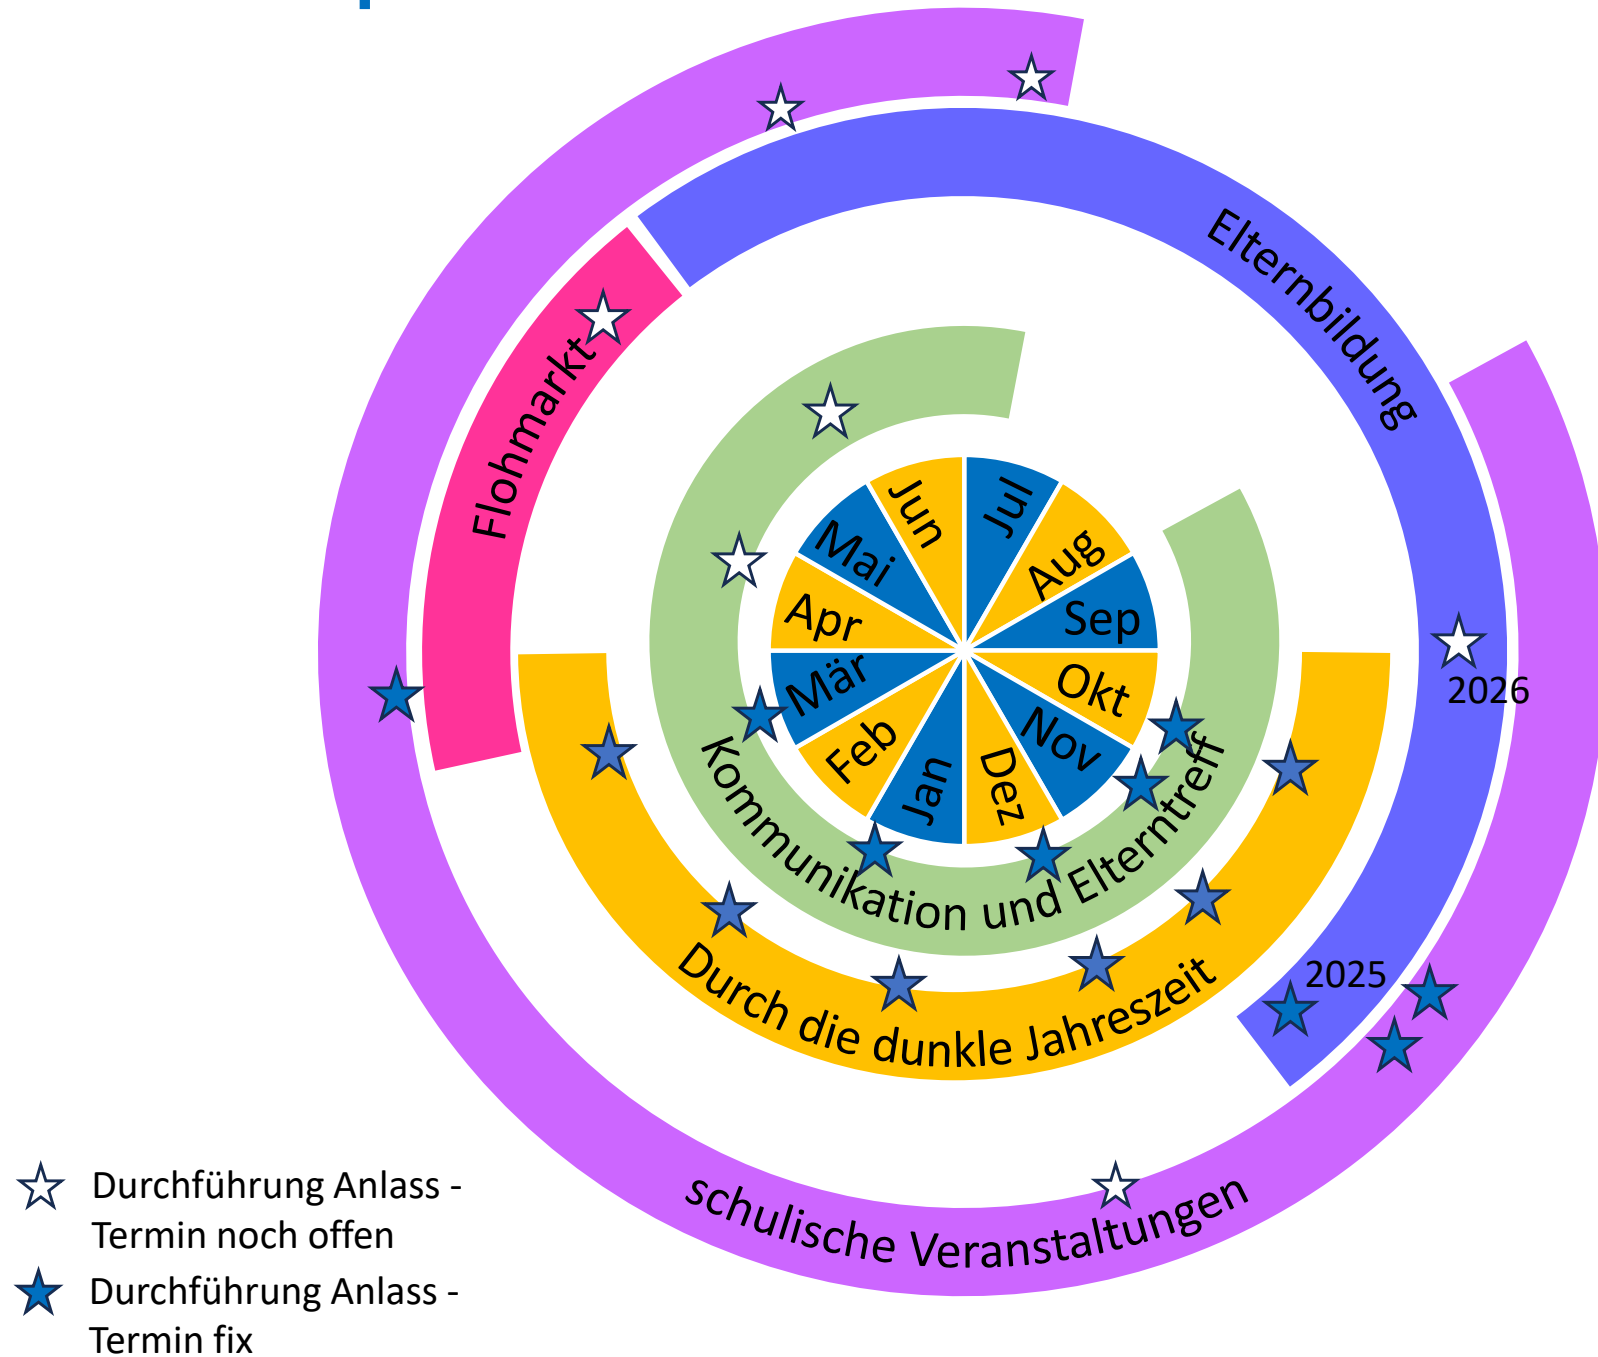 Elternbildung
Flohmarkt
Jun
Jul
Mai
Aug
Apr
Sep
Mär
Okt
Feb
Nov
Jan
Dez
2026
Kommunikation und Elterntreff
2025
Durch die dunkle Jahreszeit
schulische Veranstaltungen
Durchführung Anlass -
Termin noch offen
Durchführung Anlass -
Termin fix